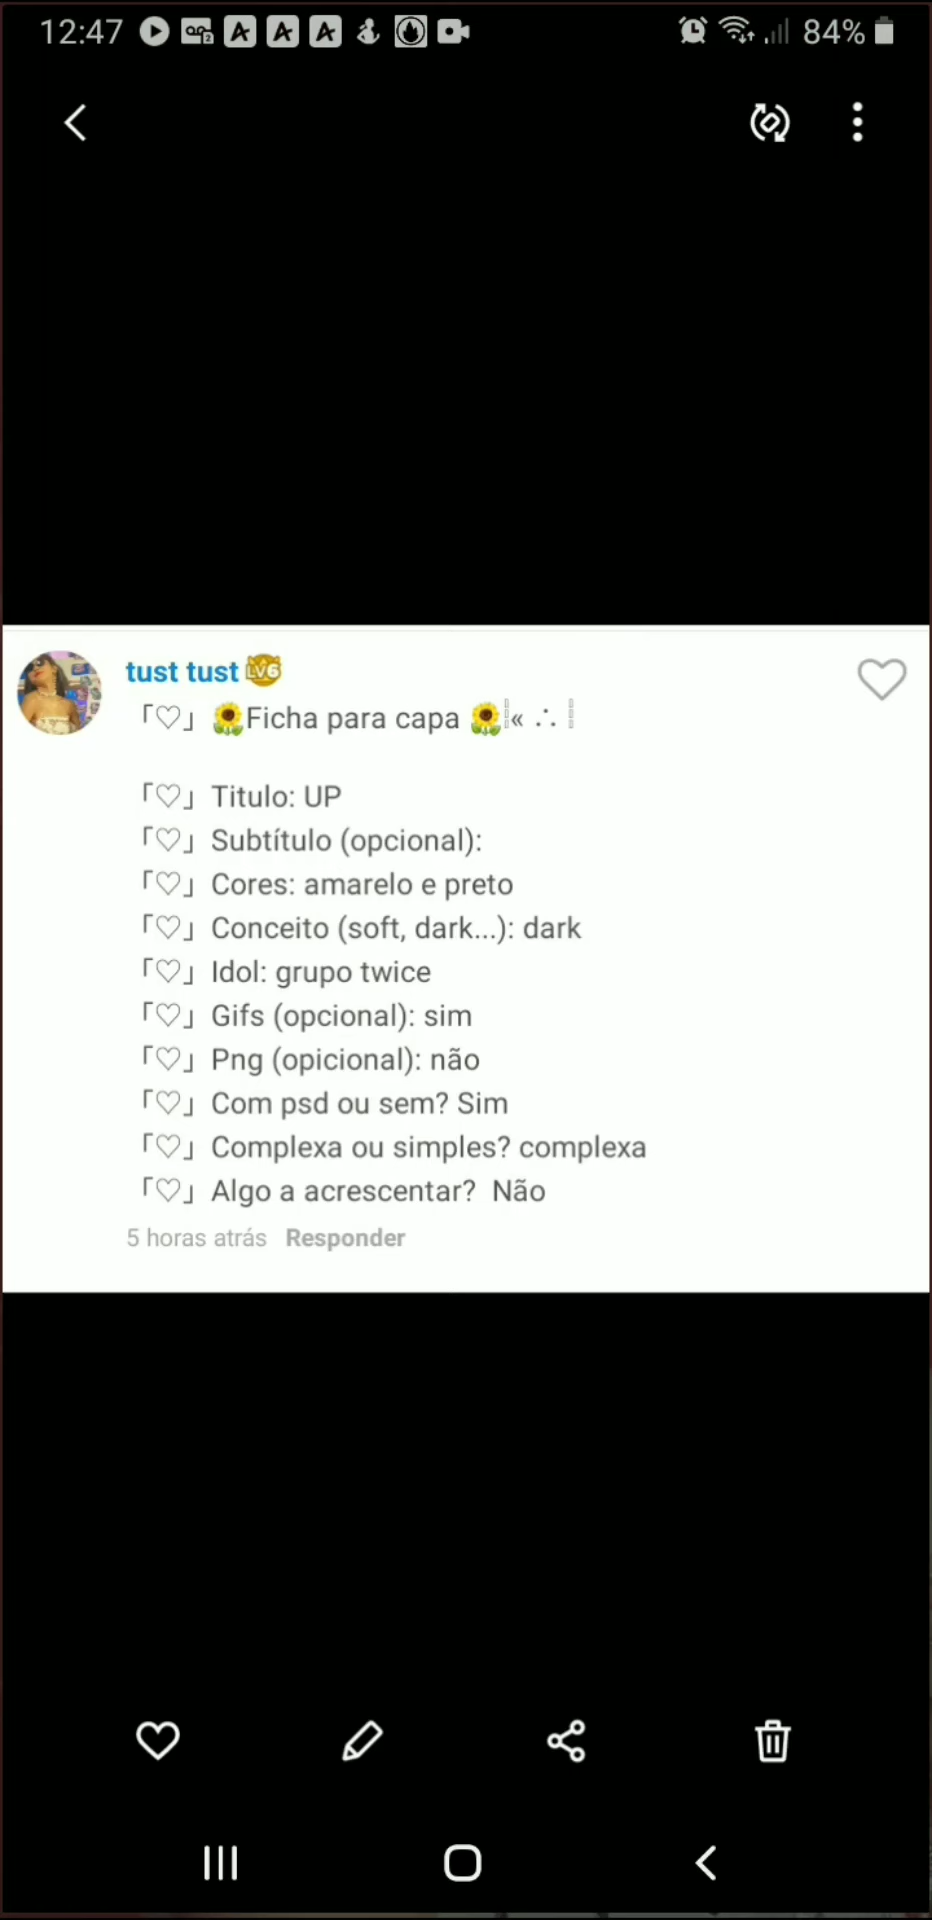 12:47 84%
tust tust LV6
「♡」 🌻Ficha para capa 🌻 « ∴
「♡」 Titulo: UP
「♡」 Subtítulo (opcional):
「♡」 Cores: amarelo e preto
「♡」 Conceito (soft, dark...): dark
「♡」 Idol: grupo twice
「♡」 Gifs (opcional): sim
「♡」 Png (opicional): não
「♡」 Com psd ou sem? Sim
「♡」 Complexa ou simples? complexa
「♡」 Algo a acrescentar?  Não
5 horas atrás Responder